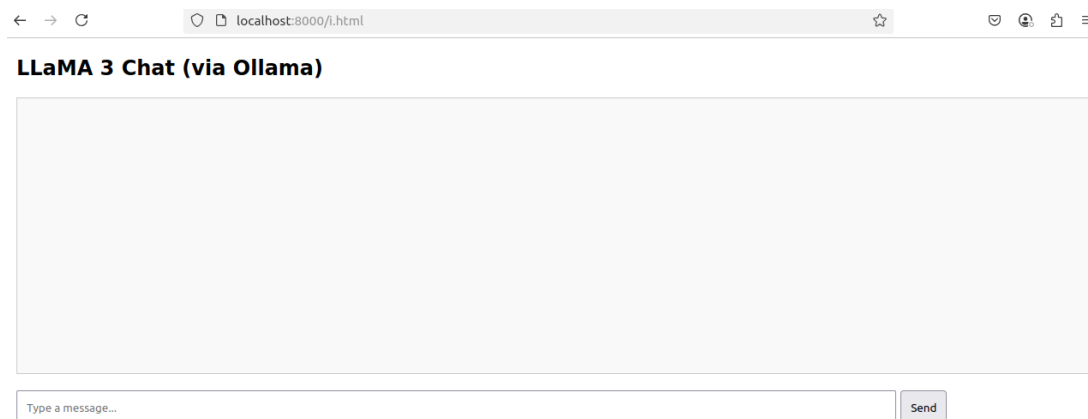 localhost:8000/i.html
LLaMA 3 Chat (via Ollama)
Type a message...
Send